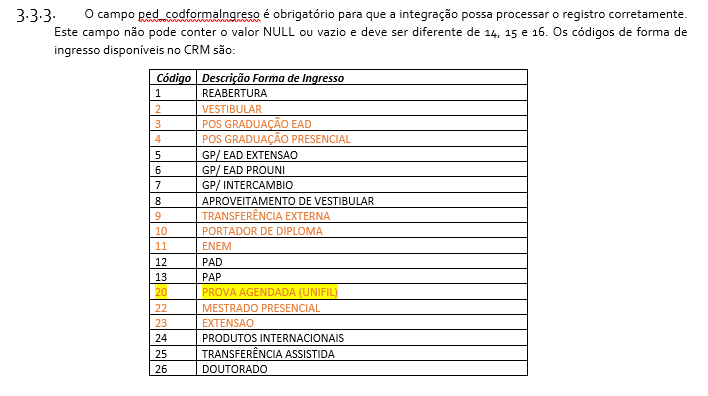 3.3.3. O campo ped_codformaIngreso é obrigatório para que a integração possa processar o registro corretamente.
Este campo não pode conter o valor NULL ou vazio e deve ser diferente de 14, 15 e 16. Os códigos de forma de
ingresso disponíveis no CRM são:
Código Descrição Forma de Ingresso
1 REABERTURA
2 VESTIBULAR
3 POS GRADUAÇÃO EAD
4 POS GRADUAÇÃO PRESENCIAL
5 GP/ EAD EXTENSAO
6 GP/ EAD PROUNI
7 GP/ INTERCAMBIO
8 APROVEITAMENTO DE VESTIBULAR
9 TRANSFERÊNCIA EXTERNA
10 PORTADOR DE DIPLOMA
11 ENEM
12 PAD
13 PAP
20 PROVA AGENDADA (UNIFIL)
22 MESTRADO PRESENCIAL
23 EXTENSAO
24 PRODUTOS INTERNACIONAIS
25 TRANSFERÊNCIA ASSISTIDA
26 DOUTORADO